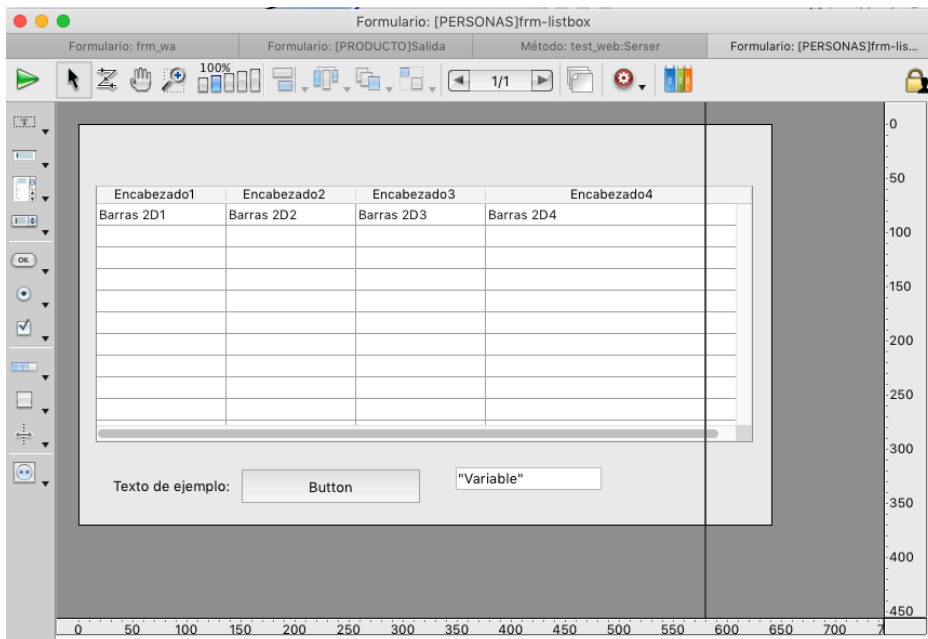 Formulario: [PERSONAS]frm-listbox
Formulario: frm_wa
Formulario: [PRODUCTO]Salida
Método: test_web:Serser
Formulario: [PERSONAS]frm-lis...
100%
1/1
Encabezado1
Encabezado2
Encabezado3
Encabezado4
Barras 2D1
Barras 2D2
Barras 2D3
Barras 2D4
OK
Texto de ejemplo:
Button
"Variable"
0
50
100
150
200
250
300
350
400
450
0 50 100 150 200 250 300 350 400 450 500 550 600 650 700